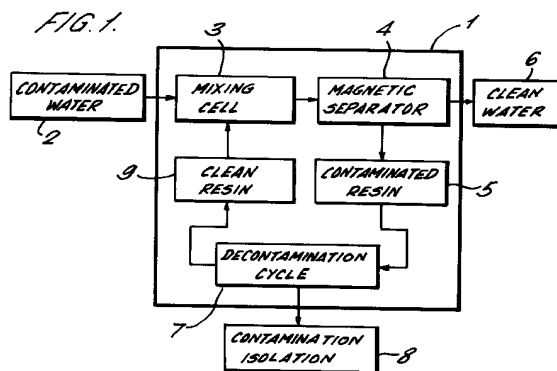 FIG. 1.
1
3
4
6
CONTAMINATED
WATER
2
MIXING
CELL
MAGNETIC
SEPARATOR
CLEAN
WATER
9
CLEAN
RESIN
CONTAMINATED
RESIN
5
DECONTAMINATION
CYCLE
7
CONTAMINATION
ISOLATION
8